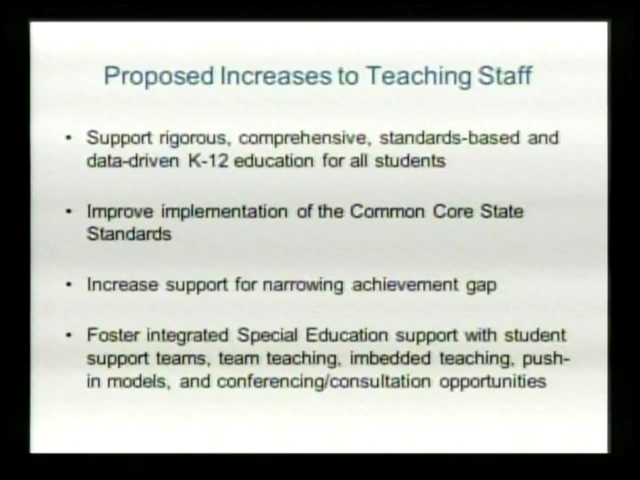 Proposed Increases to Teaching Staff
• Support rigorous, comprehensive, standards-based and
data-driven K-12 education for all students
• Improve implementation of the Common Core State
Standards
• Increase support for narrowing achievement gap
• Foster integrated Special Education support with student
support teams, team teaching, imbedded teaching, push-
in models, and conferencing/consultation opportunities